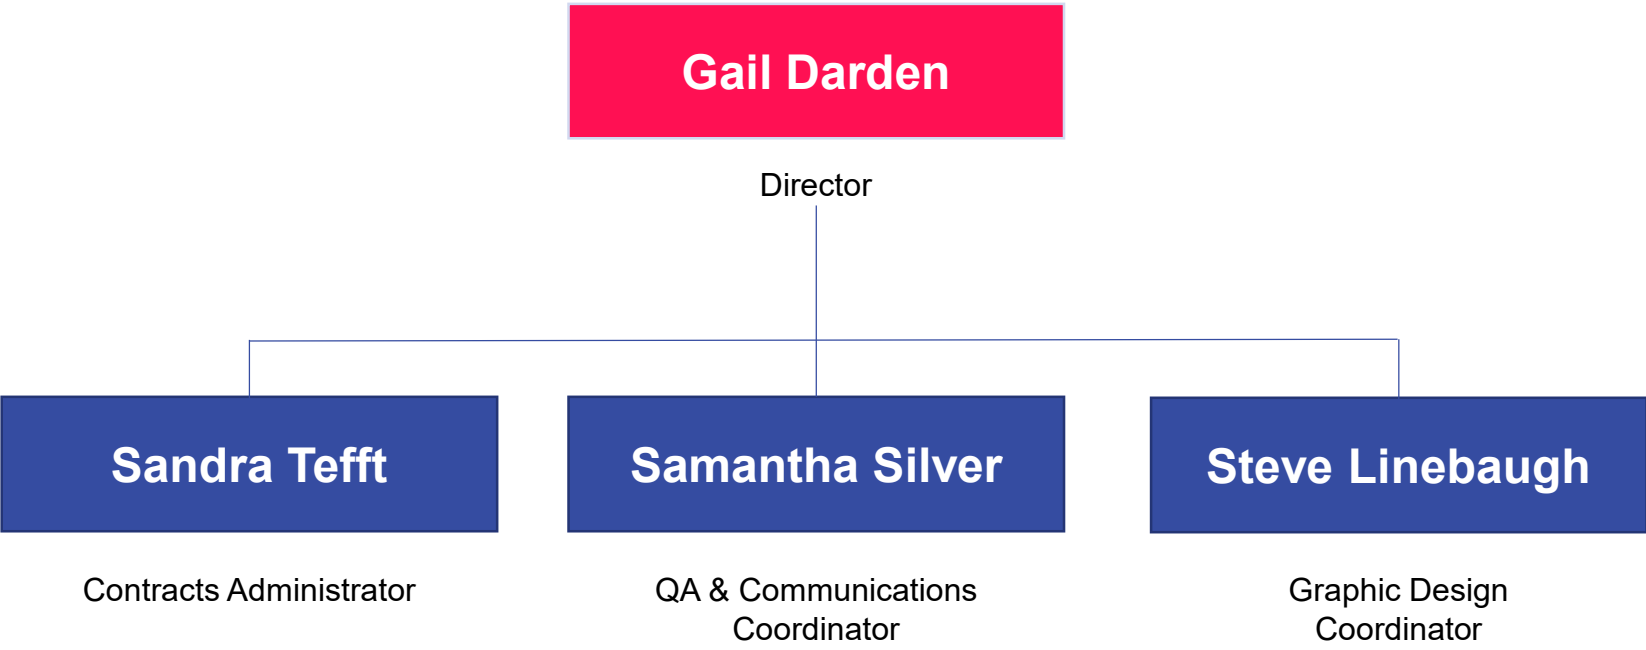 Gail Darden
Director
Sandra Tefft
Samantha Silver
Steve Linebaugh
Contracts Administrator
QA & Communications
Coordinator
Graphic Design
Coordinator